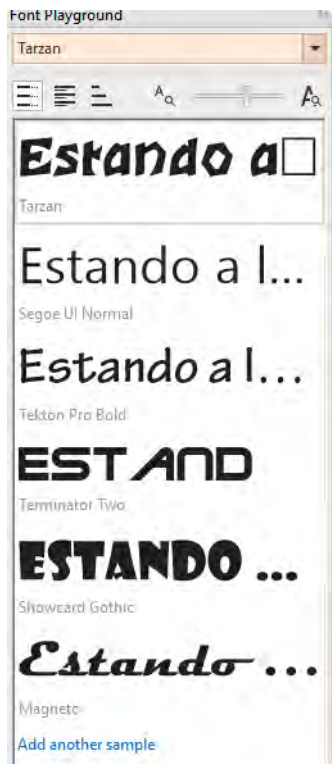 Font Playground
Tarzan
Estando a□
Tarzan
Estando a l...
Segoe UI Normal
Estando a l...
Tekton Pro Bold
ESTAND
Terminator Two
ESTANDO ...
Showcard Gothic
Estando ...
Magneto
Add another sample